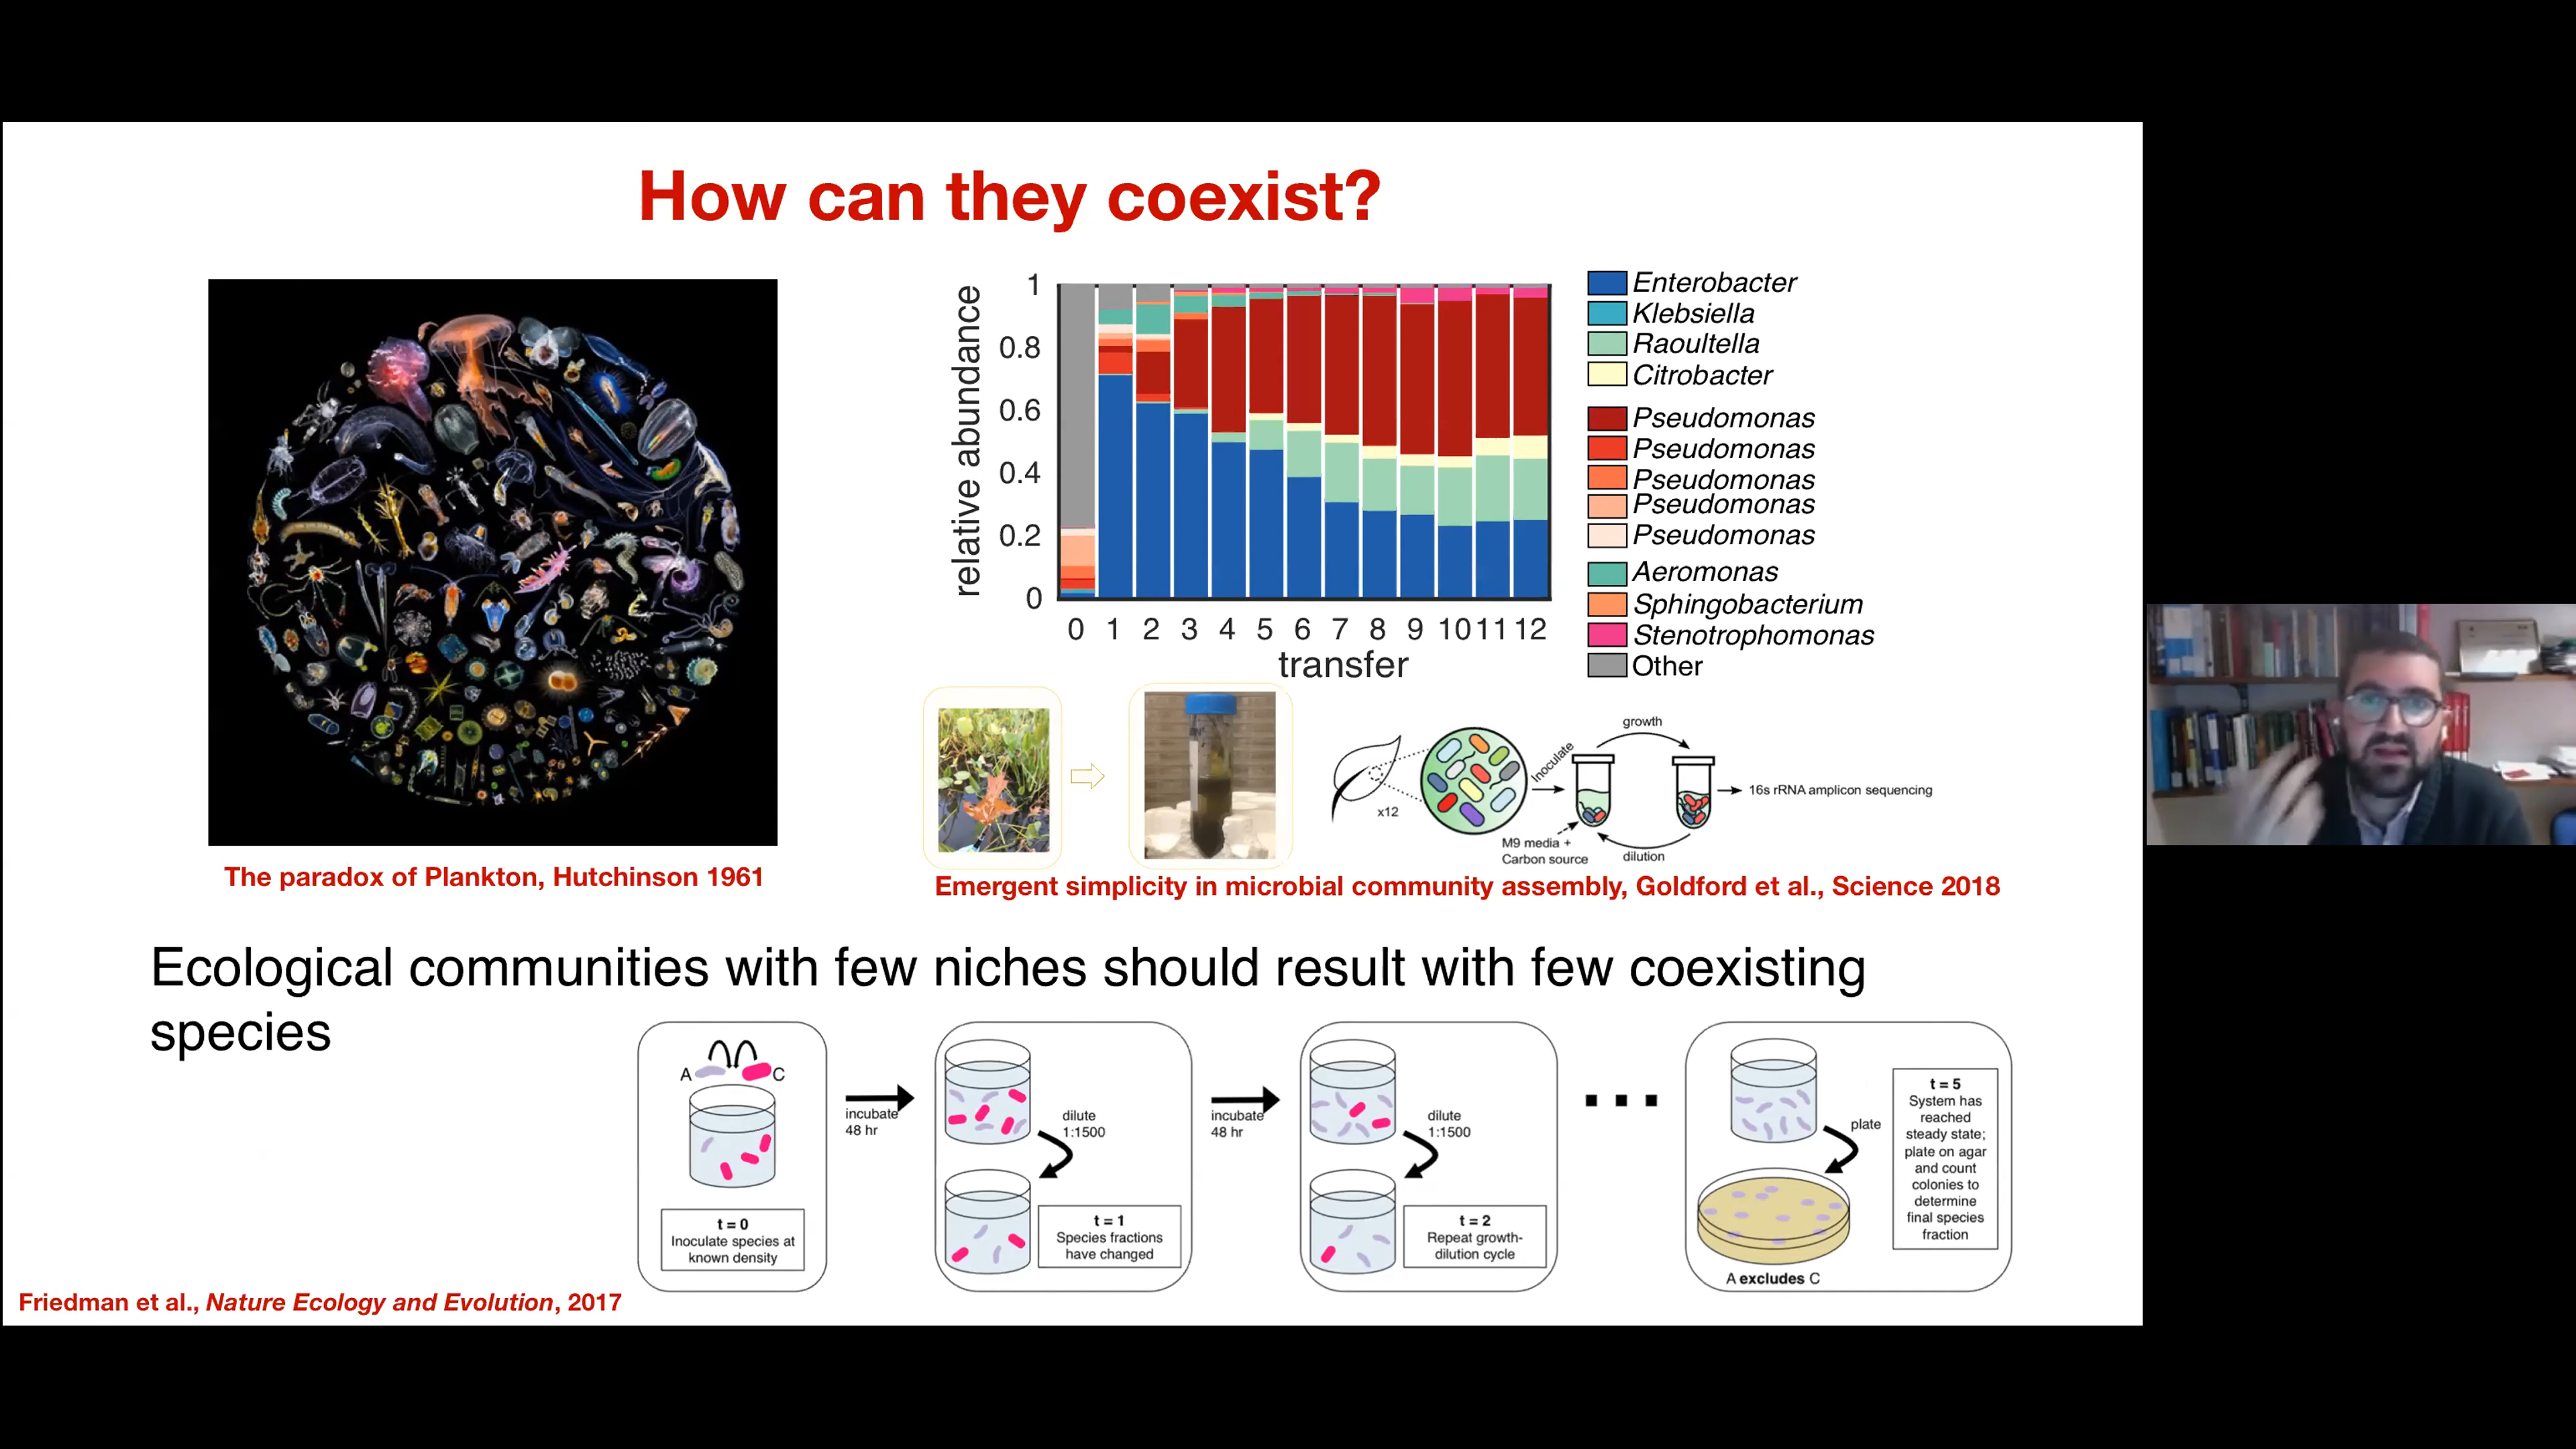 How can they coexist?
The paradox of Plankton, Hutchinson 1961
relative abundance
1
0.8
0.6
0.4
0.2
0
0 1 2 3 4 5 6 7 8 9 10 11 12
transfer
Enterobacter
Klebsiella
Raoultella
Citrobacter
Pseudomonas
Pseudomonas
Pseudomonas
Pseudomonas
Pseudomonas
Aeromonas
Sphingobacterium
Stenotrophomonas
Other
x12
Inoculate
growth
M9 media +
Carbon source
dilution
16s rRNA amplicon sequencing
Emergent simplicity in microbial community assembly, Goldford et al., Science 2018
Ecological communities with few niches should result with few coexisting
species
A
C
t = 0
Inoculate species at
known density
incubate
48 hr
dilute
1:1500
t = 1
Species fractions
have changed
incubate
48 hr
dilute
1:1500
t = 2
Repeat growth-
dilution cycle
plate
A excludes C
t = 5
System has
reached
steady state;
plate on agar
and count
colonies to
determine
final species
fraction
Friedman et al., Nature Ecology and Evolution, 2017